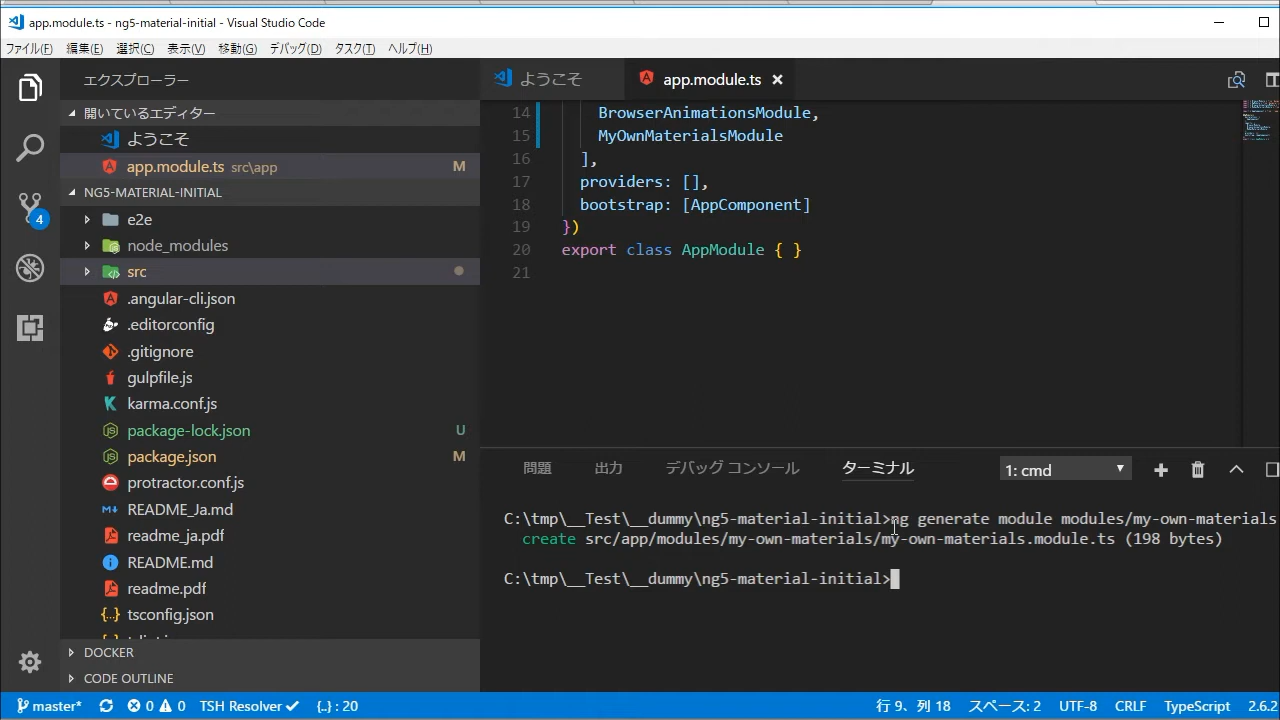 app.module.ts - ng5-material-initial - Visual Studio Code
ファイル(F) 編集(E) 選択(C) 表示(V) 移動(G) デバッグ(D) タスク(T) ヘルプ(H)
エクスプローラー
ようこそ
app.module.ts
開いているエディター
ようこそ
app.module.ts src\app M
NG5-MATERIAL-INITIAL
e2e
node_modules
src
.angular-cli.json
.editorconfig
.gitignore
gulpfile.js
karma.conf.js
package-lock.json U
package.json M
protractor.conf.js
README_Ja.md
readme_ja.pdf
README.md
readme.pdf
tsconfig.json
DOCKER
CODE OUTLINE
4
14 BrowserAnimationsModule,
15 MyOwnMaterialsModule
16 ],
17 providers: [],
18 bootstrap: [AppComponent]
19 })
20 export class AppModule { }
21
問題 出力 デバッグ コンソール ターミナル 1: cmd
C:\tmp\__Test\__dummy\ng5-material-initial>ng generate module modules/my-own-materials
create src/app/modules/my-own-materials/my-own-materials.module.ts (198 bytes)
C:\tmp\__Test\__dummy\ng5-material-initial>
master* 0 0 TSH Resolver {..} : 20 行 9、列 18 スペース: 2 UTF-8 CRLF TypeScript 2.6.2